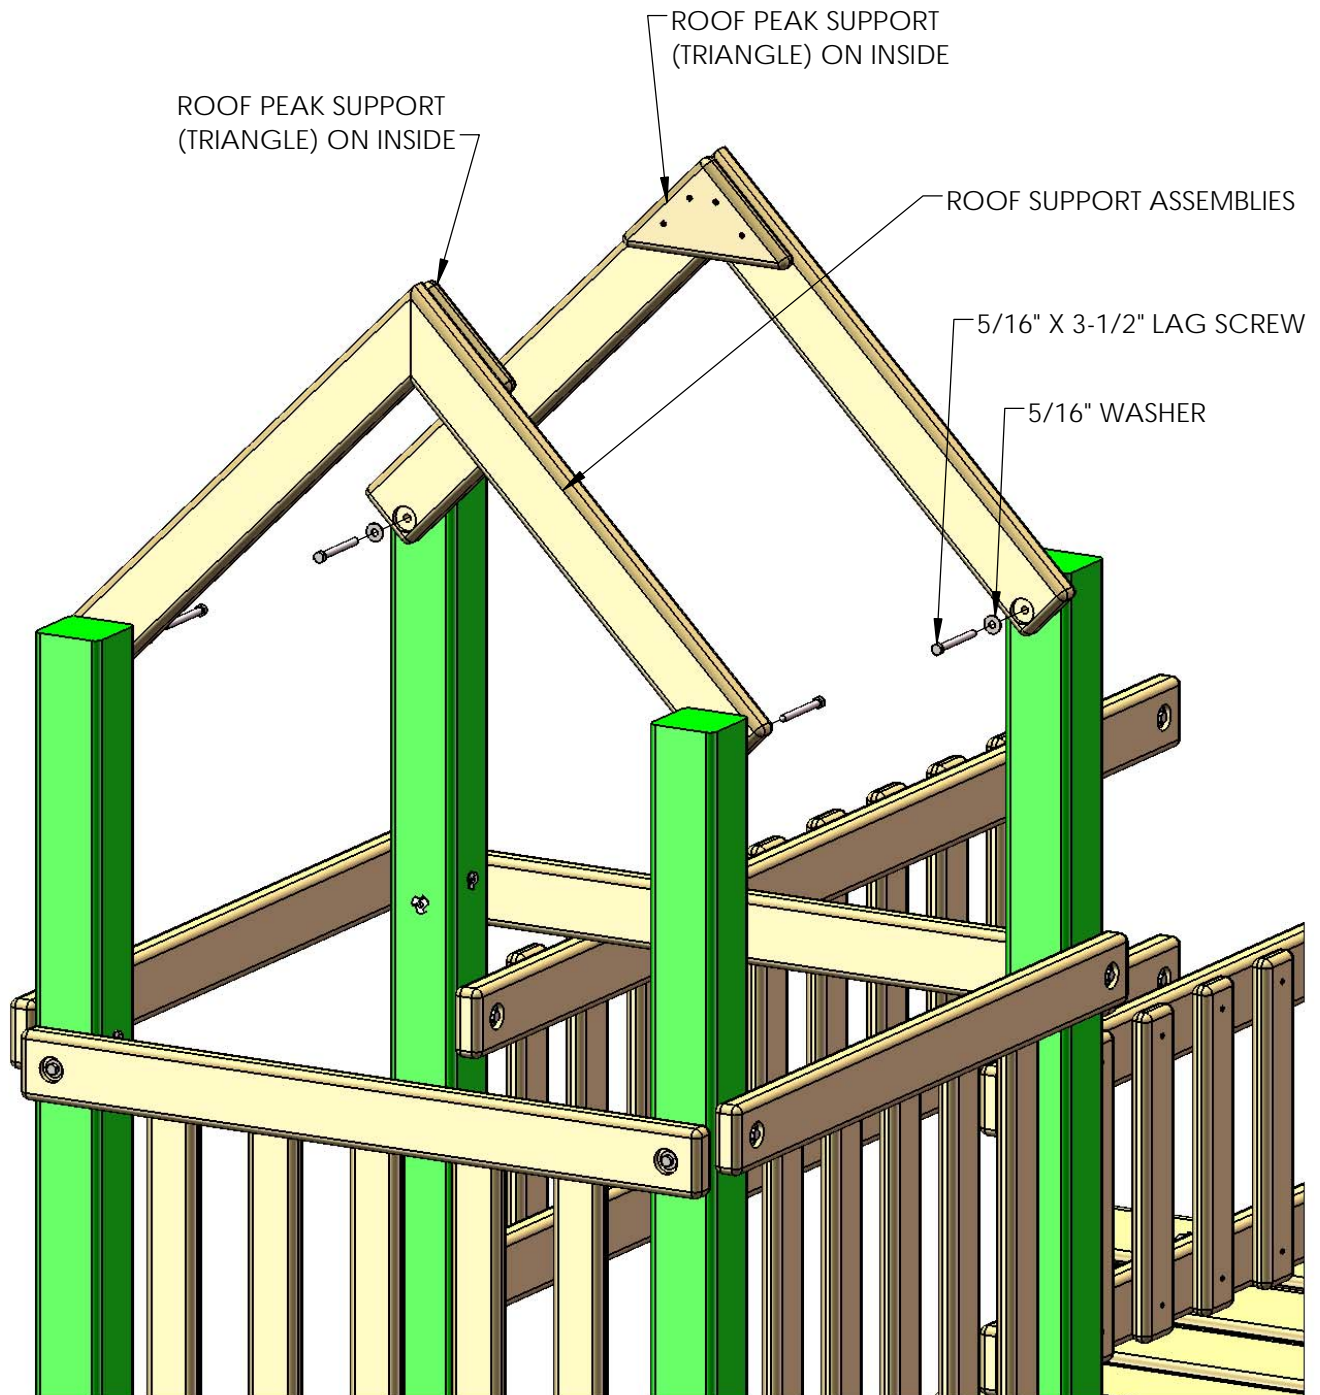 ROOF PEAK SUPPORT
(TRIANGLE) ON INSIDE
ROOF PEAK SUPPORT
(TRIANGLE) ON INSIDE
ROOF SUPPORT ASSEMBLIES
5/16" X 3-1/2" LAG SCREW
5/16" WASHER